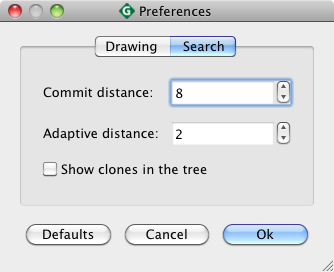 Preferences
Drawing Search
Commit distance: 8
Adaptive distance: 2
Show clones in the tree
Defaults Cancel Ok